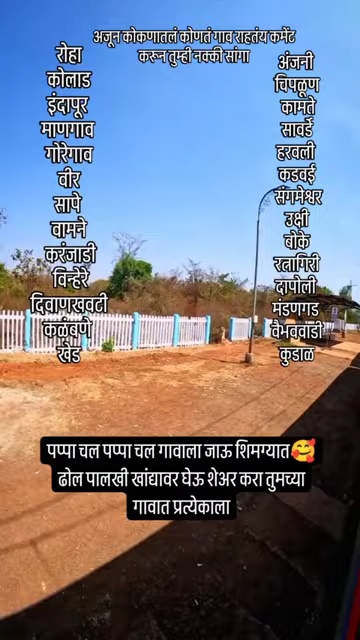 अजून कोकणातलं कोणतं गाव राहतंय कमेंट
करून तुम्ही नक्की सांगा
रोहा
कोलाड
इंदापूर
माणगाव
गोरेगाव
वीर
सापे
वामने
करंजाडी
विन्हेरे
दिवाणखवटी
कळंबणे
खेड
अंजनी
चिपळूण
कामते
सावर्डे
हरवली
कडवई
संगमेश्वर
उक्षी
बोके
रत्नागिरी
दापोली
मंडणगड
वैभववाडी
कुडाळ
पप्पा चल पप्पा चल गावाला जाऊ शिमग्यात🥰
ढोल पालखी खांद्यावर घेऊ शेअर करा तुमच्या
गावात प्रत्येकाला